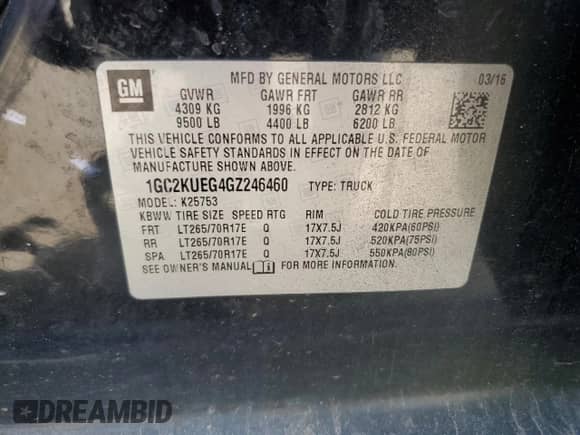 GM
MFD BY GENERAL MOTORS LLC 03/16
GVWR GAWR FRT GAWR RR
4309 KG 1996 KG 2812 KG
9500 LB 4400 LB 6200 LB
THIS VEHICLE CONFORMS TO ALL APPLICABLE U.S. FEDERAL MOTOR
VEHICLE SAFETY STANDARDS IN EFFECT ON THE DATE OF
MANUFACTURE SHOWN ABOVE.
1GC2KUEG4GZ246460 TYPE: TRUCK
MODEL: K25753
KBWW TIRE SIZE SPEED RTG RIM COLD TIRE PRESSURE
FRT LT265/70R17E Q 17X7.5J 420KPA(60PSI)
RR LT265/70R17E Q 17X7.5J 520KPA(75PSI)
SPA LT265/70R17E Q 17X7.5J 550KPA(80PSI)
SEE OWNER'S MANUAL FOR MORE INFORMATION.
DREAMBID